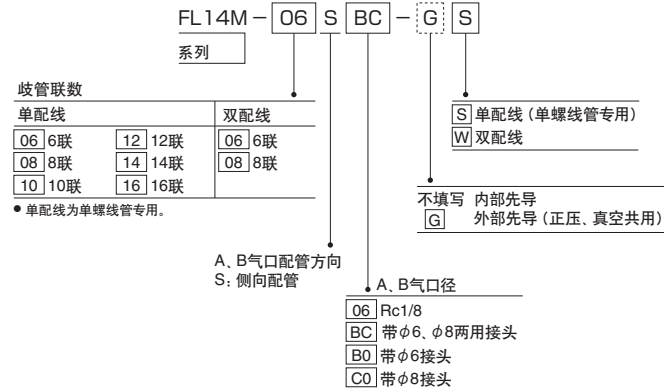 FL14M－06 S BC－G S
系列
歧管联数
单配线 双配线
06 6联 12 12联 06 6联
08 8联 14 14联 08 8联
10 10联 16 16联
● 单配线为单螺线管专用。
S 单配线（单螺线管专用）
W 双配线
不填写 内部先导
G 外部先导（正压、真空共用）
A、B气口配管方向
S：侧向配管
A、B气口径
06 Rc1/8
BC 带φ6、φ8两用接头
B0 带φ6接头
C0 带φ8接头